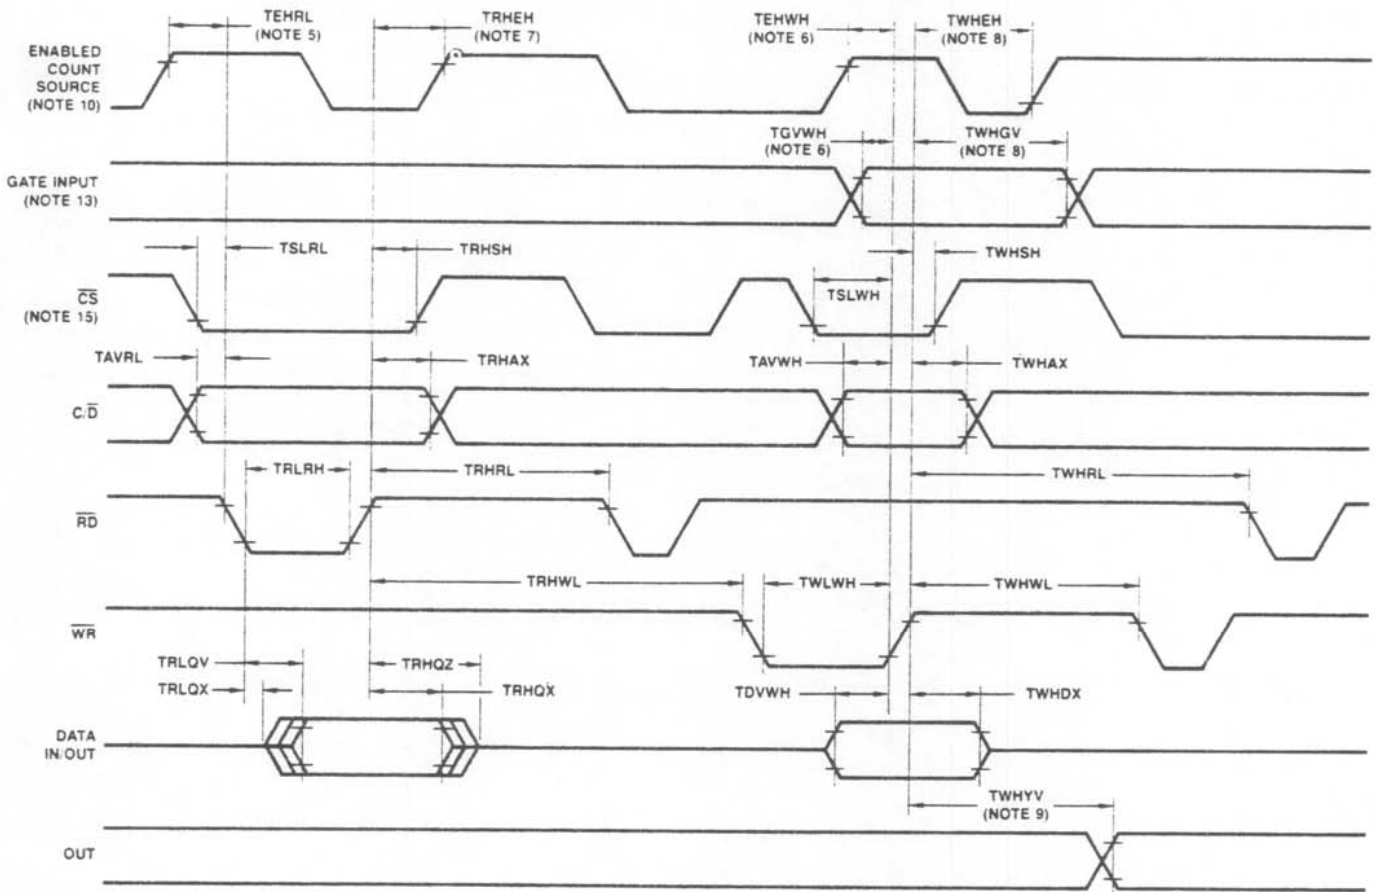 TEHRL
(NOTE 5)
TRHEH
(NOTE 7)
TEHWH
(NOTE 6)
TWHEH
(NOTE 8)
ENABLED
COUNT
SOURCE
(NOTE 10)
TGVWH
(NOTE 6)
TWHGV
(NOTE 8)
GATE INPUT
(NOTE 13)
TSLRL
TRHSH
TWHSH
CS
(NOTE 15)
TSLWH
TAVRL
TRHAX
TAVWH
TWHAX
C/D
TRLRH
TRHRL
TWHRL
RD
TRHWL
TWLWH
TWHWL
WR
TRLQV
TRHQZ
TRLQX
TRHQX
TDVWH
TWHDX
DATA
IN/OUT
TWHYV
(NOTE 9)
OUT